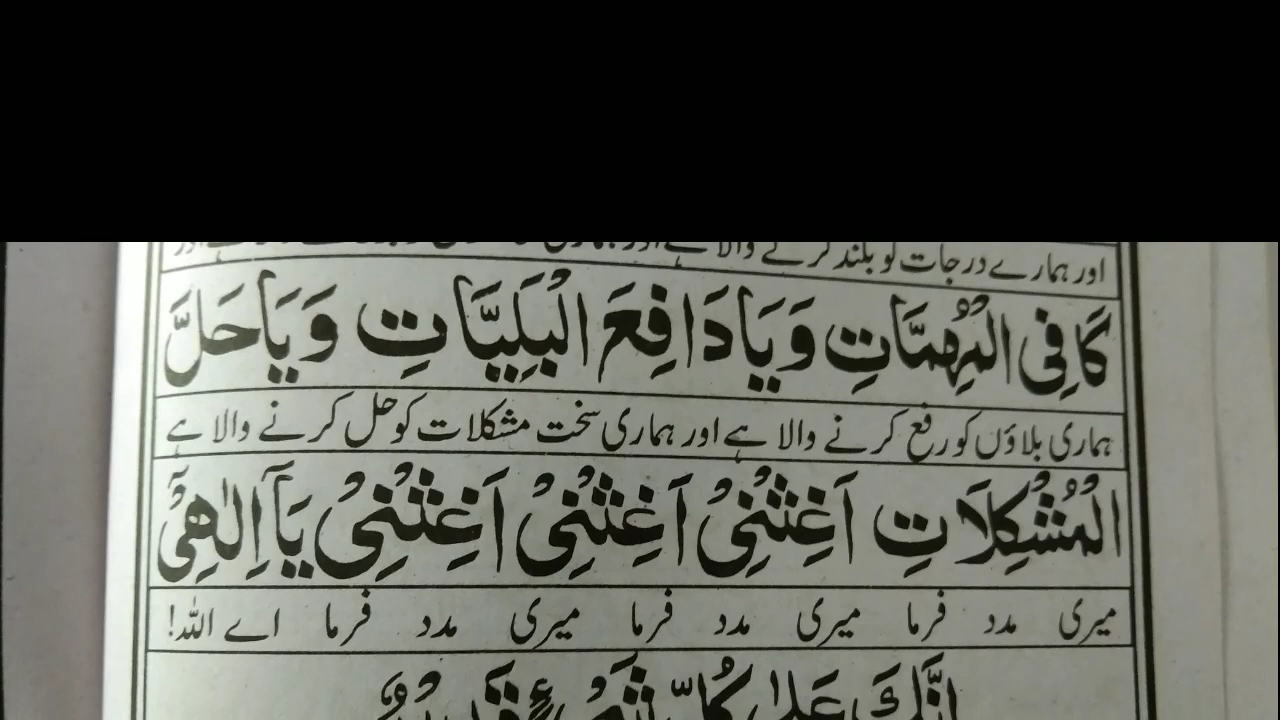 اور ہمارے درجات کو بلند کرنے والا ہے اور ہماری
كَافِى الْمُهِمَّاتِ وَيَا دَافِعَ الْبَلِيَّاتِ وَيَا حَلَّ
ہماری بلاؤں کو رفع کرنے والا ہے اور ہماری سخت مشکلات کو حل کرنے والا ہے
الْمُشْكِلَاتِ اَغِثْنِىْ اَغِثْنِىْ اَغِثْنِىْ يَآ اِلٰهِىْٓ
میری مدد فرما میری مدد فرما میری مدد فرما اے اللہ!
اِنَّكَ عَلٰى كُلِّ شَىْءٍ قَدِيْرٌ